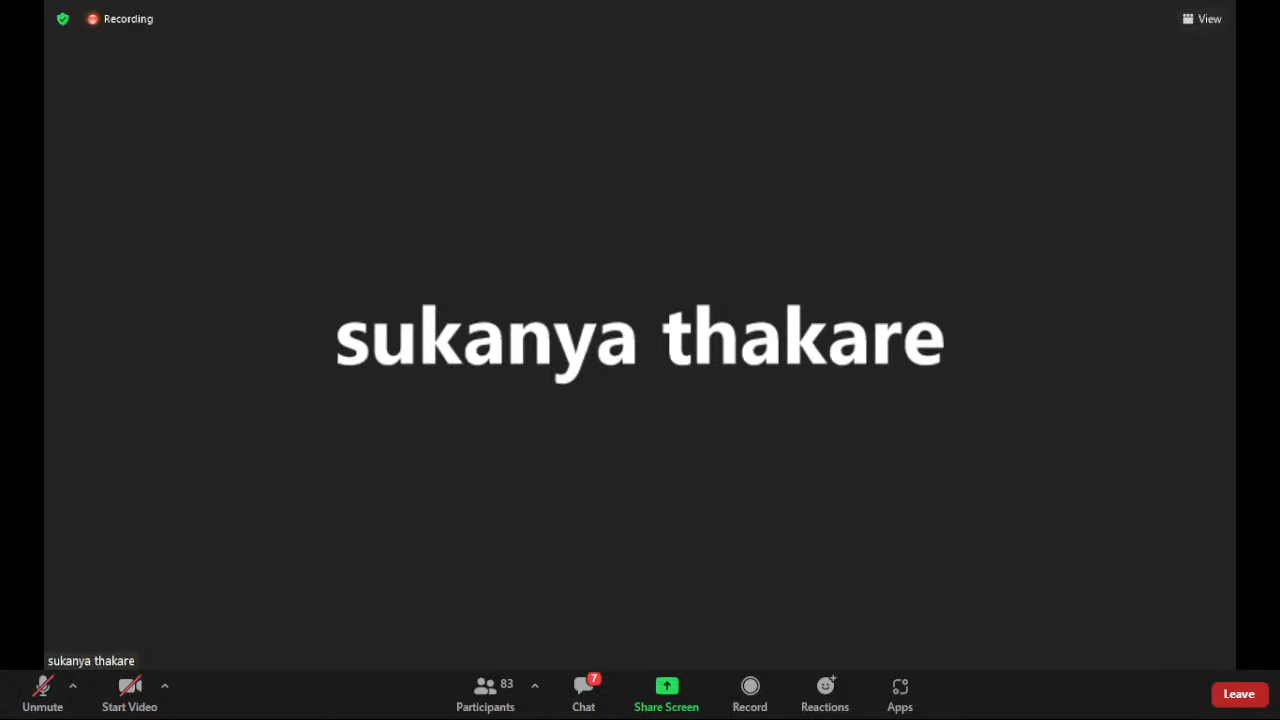 Recording
View
sukanya thakare
sukanya thakare
83
7
Unmute
Start Video
Participants
Chat
Share Screen
Record
Reactions
Apps
Leave